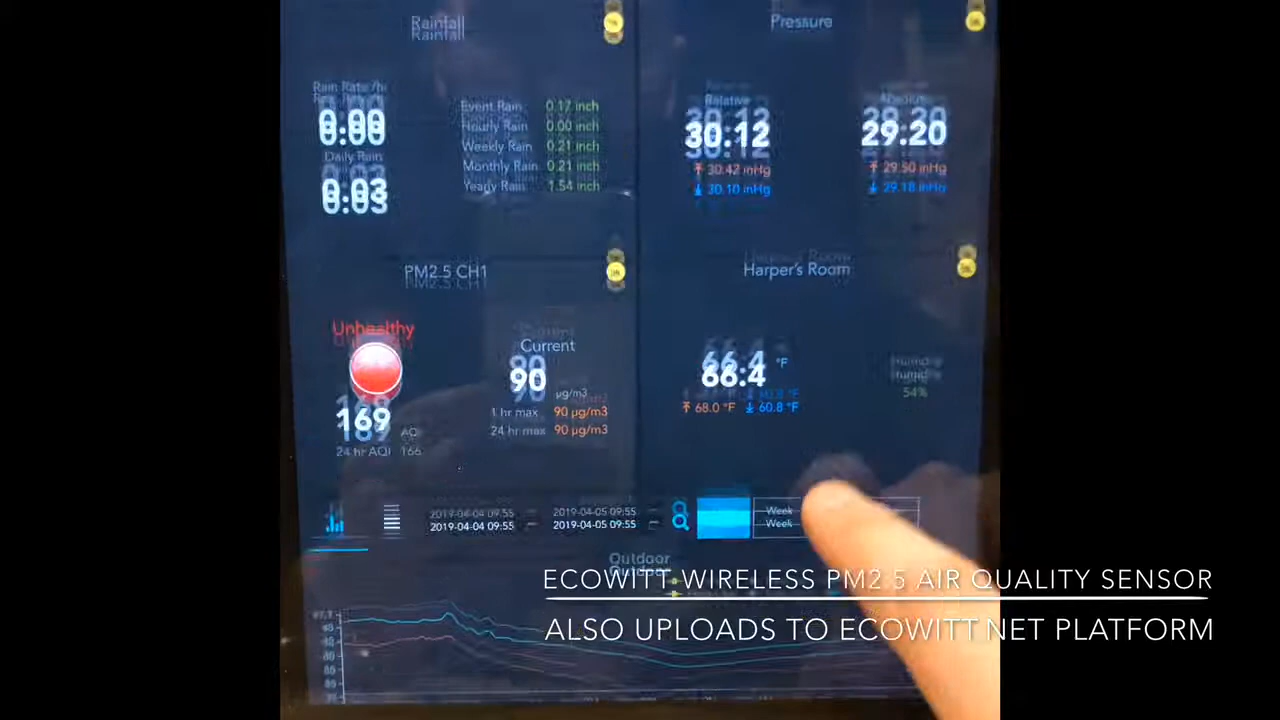 Rainfall
Rain Rate /hr
0.00
Daily Rain
0.03
Event Rain 0.17 inch
Hourly Rain 0.00 inch
Weekly Rain 0.21 inch
Monthly Rain 0.21 inch
Yearly Rain 1.54 inch
Pressure
Relative
30.12
30.42 inHg
30.10 inHg
Absolute
29.20
29.50 inHg
29.18 inHg
PM2.5 CH1
Unhealthy
169
AQI
24 hr AQI 166
Current
90 µg/m3
1 hr max 90 µg/m3
24 hr max 90 µg/m3
Harper's Room
66.4 °F
68.0 °F 60.8 °F
Humidity
54%
2019-04-04 09:55 2019-04-05 09:55
Week
Outdoor
ECOWITT WIRELESS PM2.5 AIR QUALITY SENSOR
ALSO UPLOADS TO ECOWITT NET PLATFORM